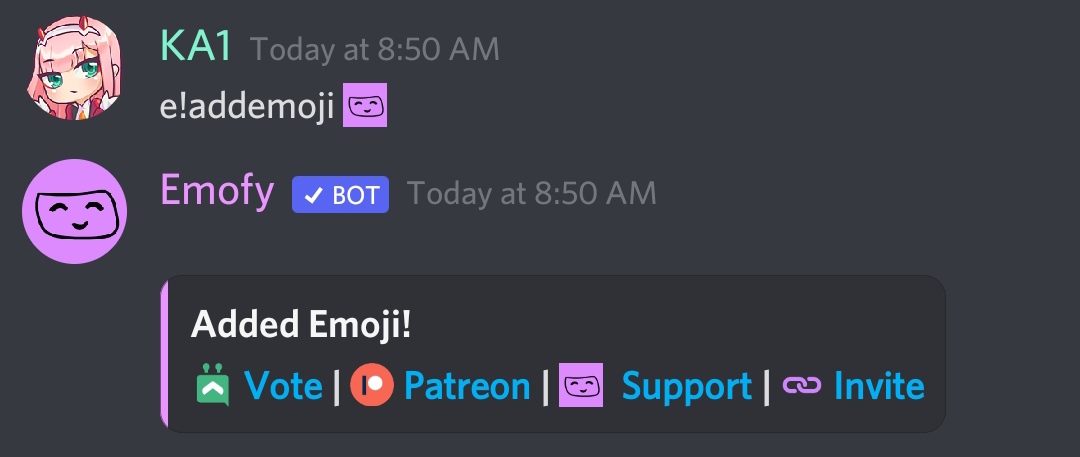 KA1 Today at 8:50 AM
e!addemoji
Emofy BOT Today at 8:50 AM
Added Emoji!
Vote | Patreon | Support | Invite